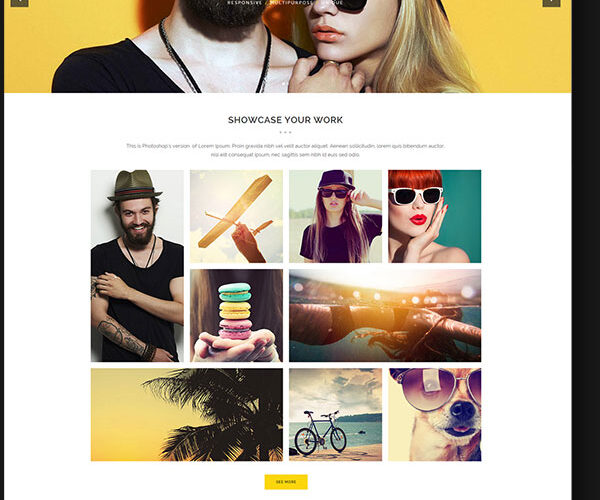 RESPONSIVE / MULTIPURPOSE / UNIQUE
SHOWCASE YOUR WORK
This is Photoshop's version of Lorem Ipsum. Proin gravida nibh vel velit auctor aliquet. Aenean sollicitudin, lorem quis bibendum auctor,
nisi elit consequat ipsum, nec sagittis sem nibh id euis sed odio.
SEE MORE